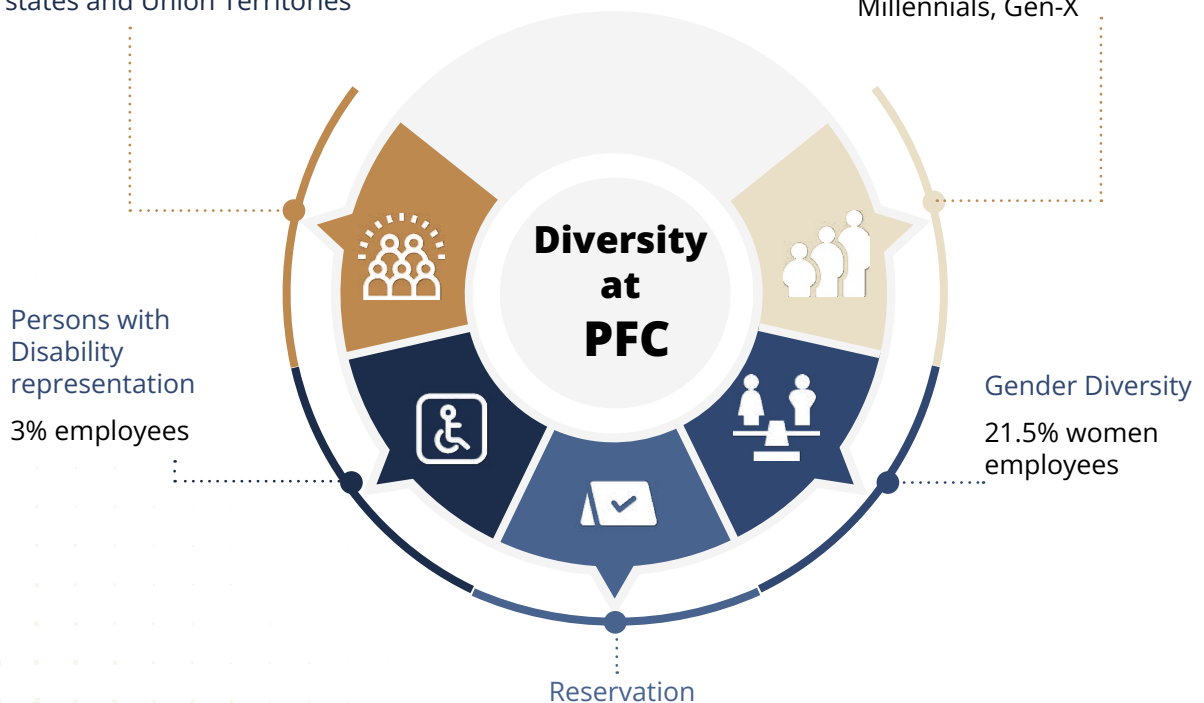 states and Union Territories
Millennials, Gen-X
Diversity
at
PFC
Persons with
Disability
representation
3% employees
Gender Diversity
21.5% women
employees
Reservation